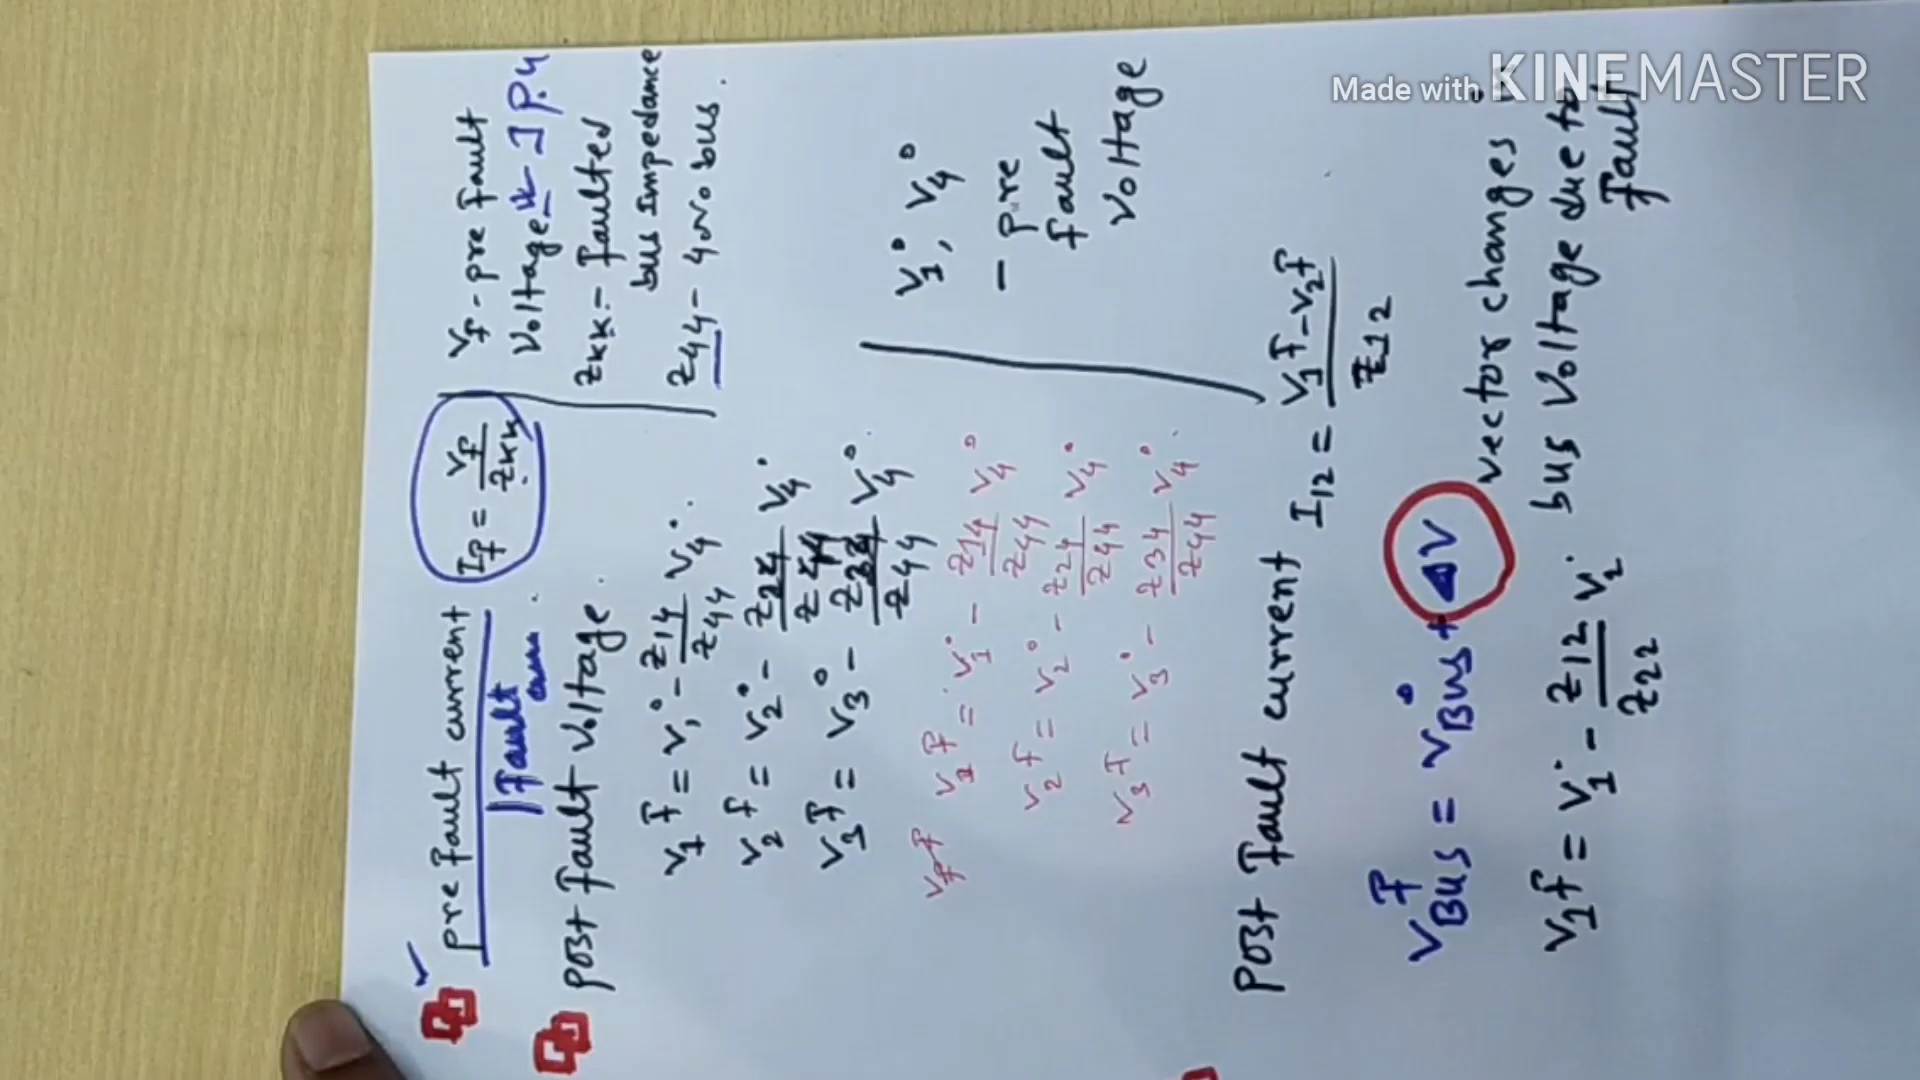 Made with KINEMASTER
pre fault current
If = Vf / Zkk
fault curr.
Vf - pre fault
Voltage - 1 P.u
Zkk - faulted
bus Impedance
Z44 - 4 no bus.
post fault voltage.
V1f = V1° - Z14/Z44 V4°.
V2f = V2° - Z24/Z44 V4°
V3f = V3° - Z34/Z44 V4°.
V1°, V4°
- pre
fault
voltage
V1f = V1° - Z14/Z44 V4°
V2f = V2° - Z24/Z44 V4°
V3f = V3° - Z34/Z44 V4°.
post fault current I12 = V1f - V2f / Z12
VfBus = V°Bus + ΔV
vector changes in
bus voltage due to
fault
V1f = V1° - Z12/Z22 V2°.